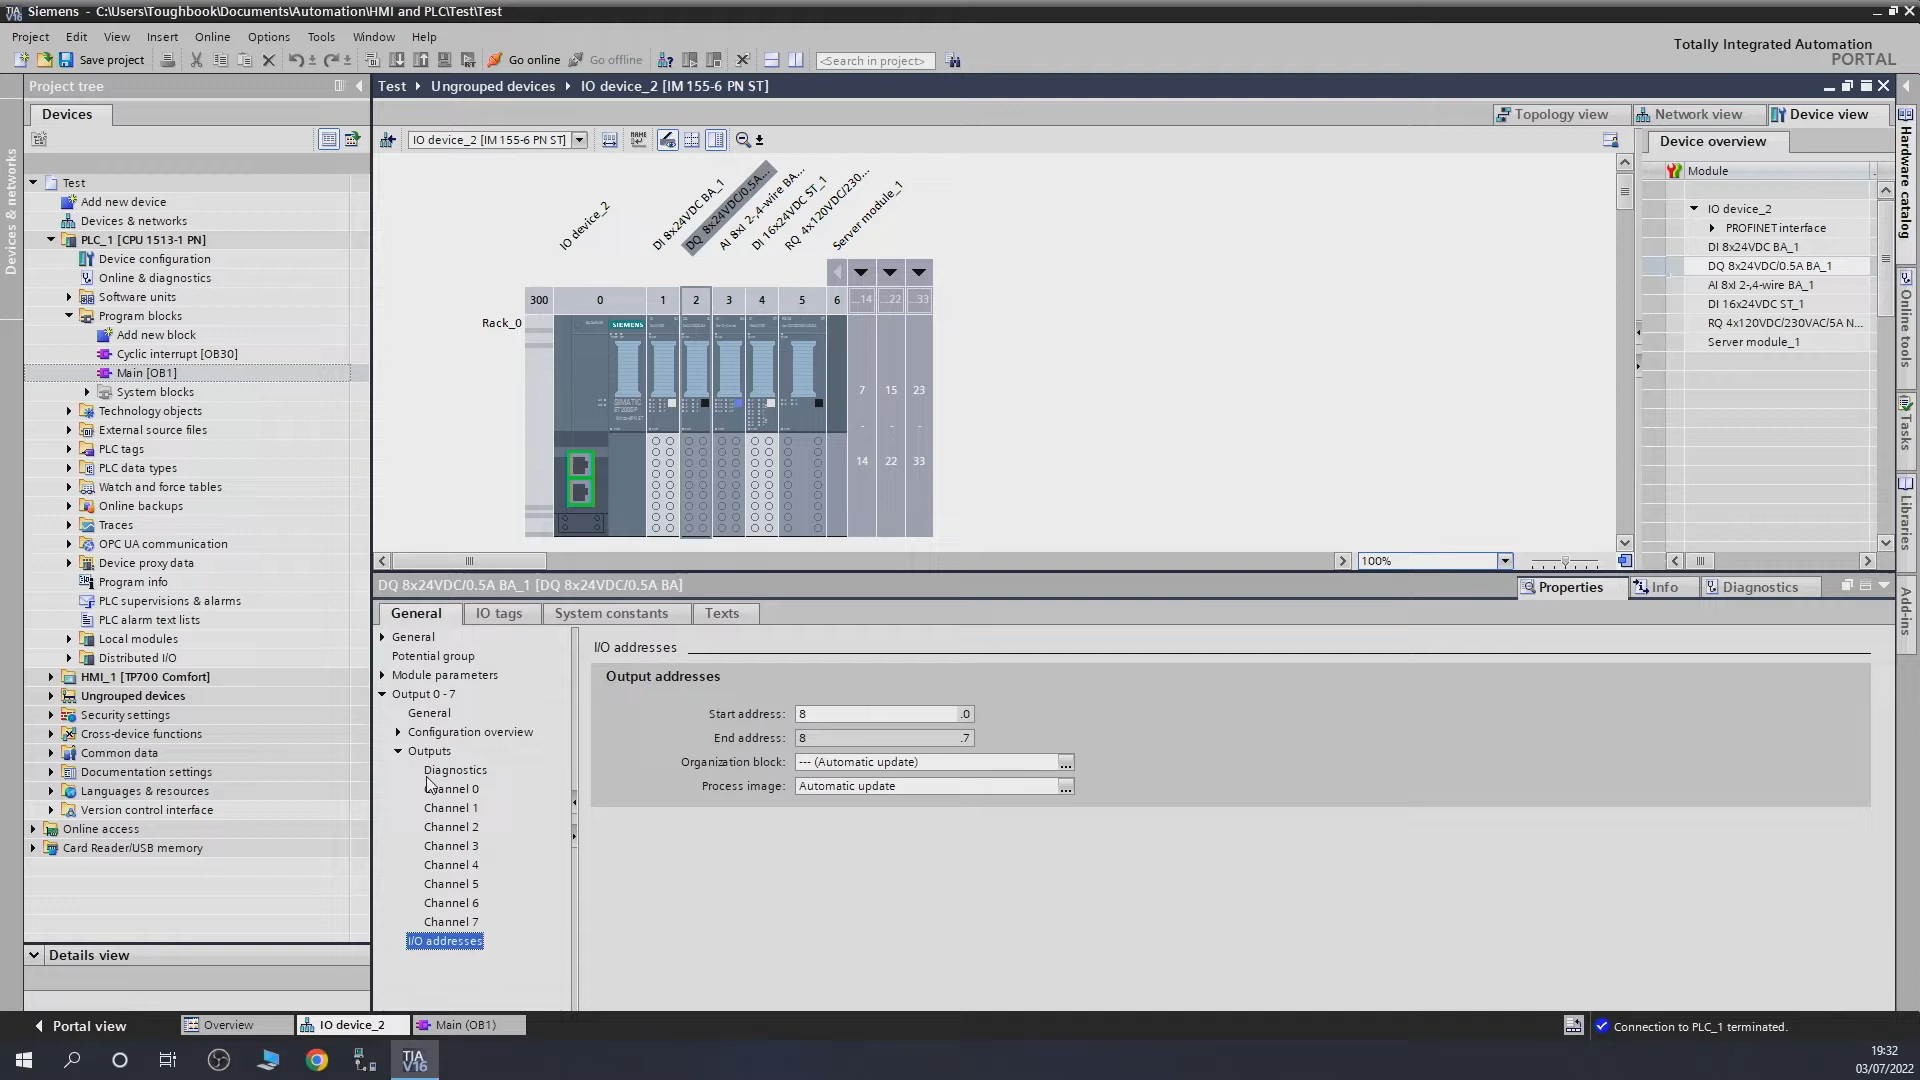 Siemens - C:\Users\Toughbook\Documents\Automation\HMI and PLC\Test\Test
Project Edit View Insert Online Options Tools Window Help
Totally Integrated Automation
PORTAL
Save project
Go online
Go offline
<Search in project>
Project tree
Devices
Devices & networks
Test
Add new device
Devices & networks
PLC_1 [CPU 1513-1 PN]
Device configuration
Online & diagnostics
Software units
Program blocks
Add new block
Cyclic interrupt [OB30]
Main [OB1]
System blocks
Technology objects
External source files
PLC tags
PLC data types
Watch and force tables
Online backups
Traces
OPC UA communication
Device proxy data
Program info
PLC supervisions & alarms
PLC alarm text lists
Local modules
Distributed I/O
HMI_1 [TP700 Comfort]
Ungrouped devices
Security settings
Cross-device functions
Common data
Documentation settings
Languages & resources
Version control interface
Online access
Card Reader/USB memory
Details view
Test Ungrouped devices IO device_2 [IM 155-6 PN ST]
Topology view
Network view
Device view
IO device_2 [IM 155-6 PN ST]
IO device_2
DI 8x24VDC BA_1
DQ 8x24VDC/0.5A...
AI 8xI 2-,4-wire BA...
DI 16x24VDC ST_1
RQ 4x120VDC/230...
Server module_1
300 0 1 2 3 4 5 6 ...14 ...22 ...33
Rack_0
SIEMENS
7 15 23
- - -
14 22 33
100%
Device overview
Module
IO device_2
PROFINET interface
DI 8x24VDC BA_1
DQ 8x24VDC/0.5A BA_1
AI 8xI 2-,4-wire BA_1
DI 16x24VDC ST_1
RQ 4x120VDC/230VAC/5A N...
Server module_1
Hardware catalog
Online tools
Tasks
Libraries
Add-ins
DQ 8x24VDC/0.5A BA_1 [DQ 8x24VDC/0.5A BA]
Properties
Info
Diagnostics
General
IO tags
System constants
Texts
General
Potential group
Module parameters
Output 0 - 7
General
Configuration overview
Outputs
Diagnostics
Channel 0
Channel 1
Channel 2
Channel 3
Channel 4
Channel 5
Channel 6
Channel 7
I/O addresses
I/O addresses
Output addresses
Start address: 8 .0
End address: 8 .7
Organization block: --- (Automatic update) ...
Process image: Automatic update ...
Portal view
Overview
IO device_2
Main (OB1)
Connection to PLC_1 terminated.
TIA
V16
19:32
03/07/2022